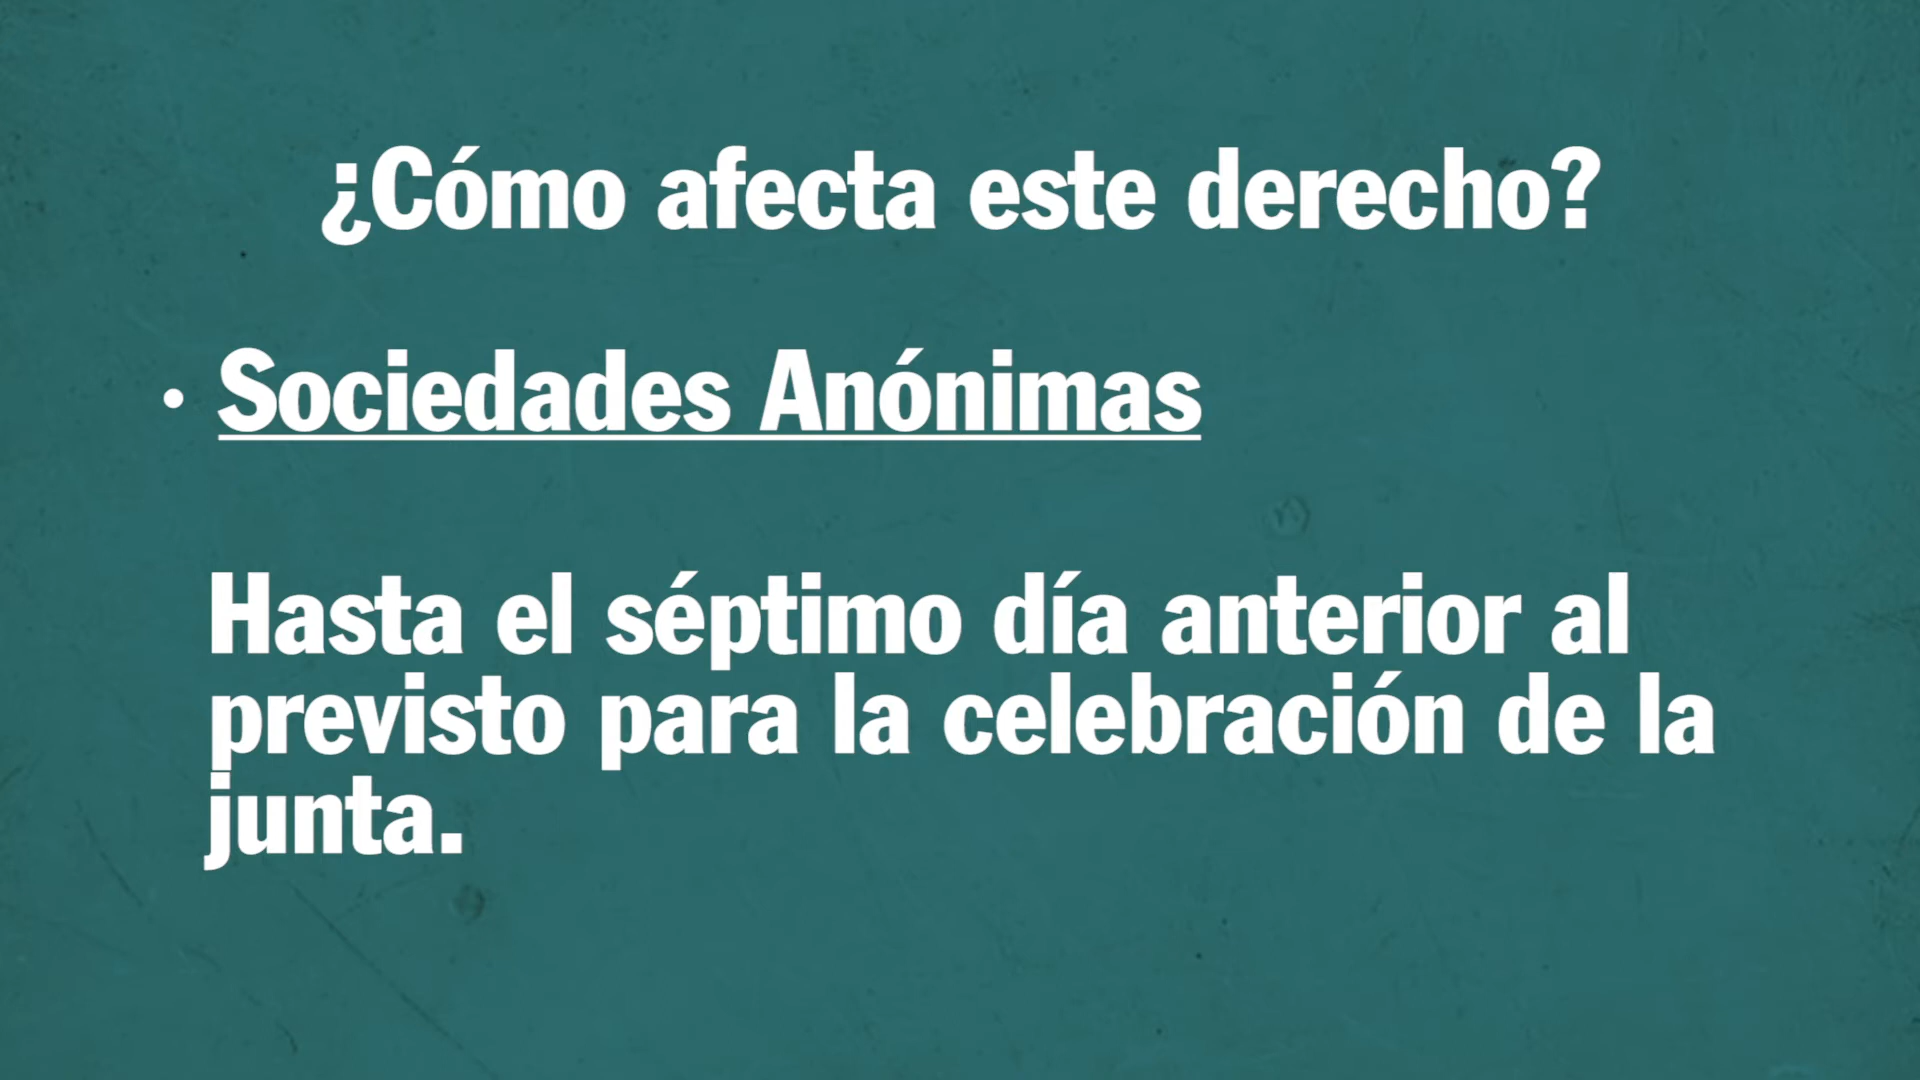 ¿Cómo afecta este derecho?
• Sociedades Anónimas
Hasta el séptimo día anterior al
previsto para la celebración de la
junta.